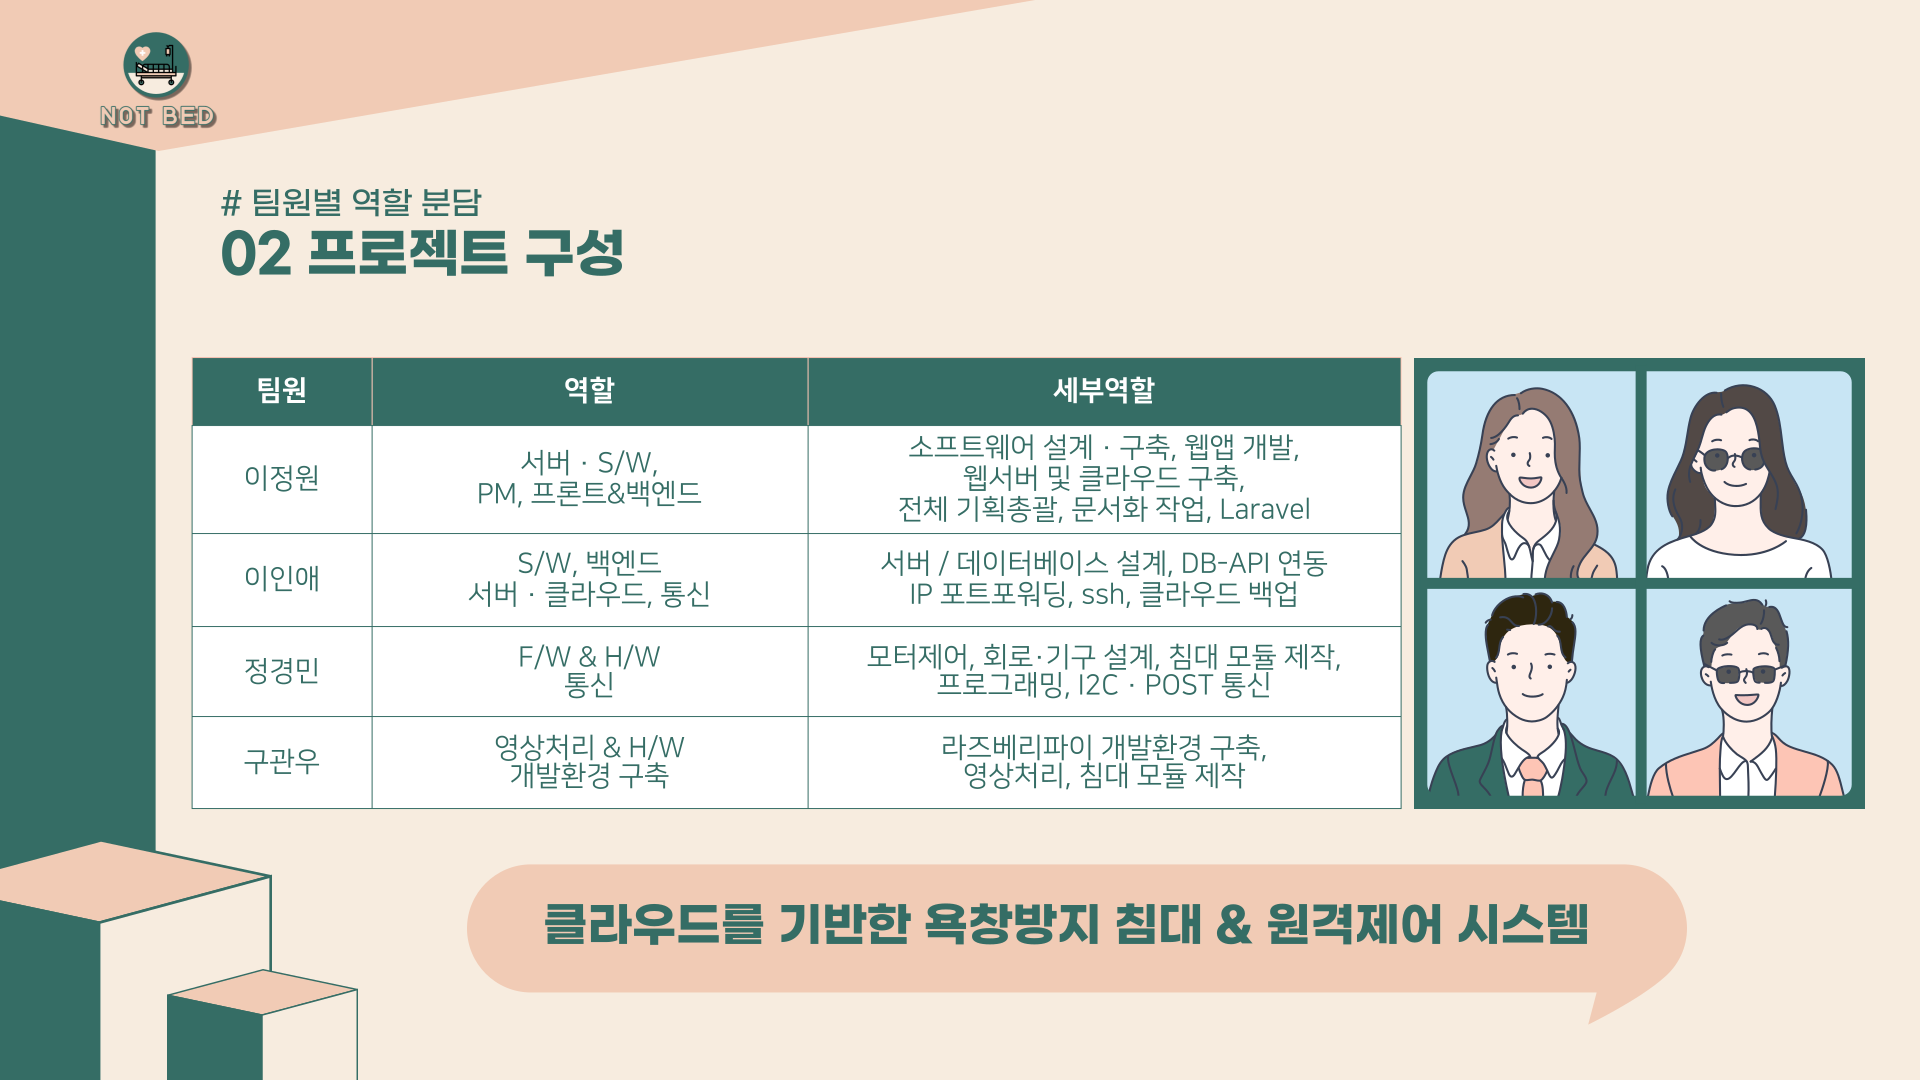 NOT BED
# 팀원별 역할 분담
02 프로젝트 구성
팀원 역할 세부역할
이정원
서버 · S/W,
PM, 프론트&백엔드
소프트웨어 설계 · 구축, 웹앱 개발,
웹서버 및 클라우드 구축,
전체 기획총괄, 문서화 작업, Laravel
이인애
S/W, 백엔드
서버 · 클라우드, 통신
서버 / 데이터베이스 설계, DB-API 연동
IP 포트포워딩, ssh, 클라우드 백업
정경민
F/W & H/W
통신
모터제어, 회로·기구 설계, 침대 모듈 제작,
프로그래밍, I2C · POST 통신
구관우
영상처리 & H/W
개발환경 구축
라즈베리파이 개발환경 구축,
영상처리, 침대 모듈 제작
클라우드를 기반한 욕창방지 침대 & 원격제어 시스템